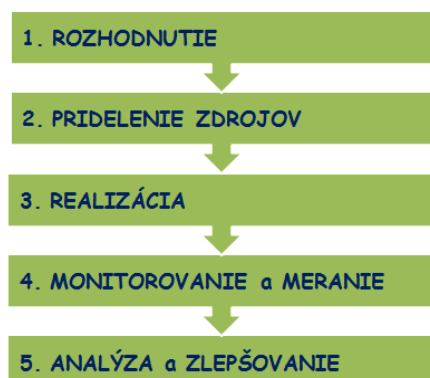 1. ROZHODNUTIE
2. PRIDELENIE ZDROJOV
3. REALIZÁCIA
4. MONITOROVANIE a MERANIE
5. ANALÝZA a ZLEPŠOVANIE